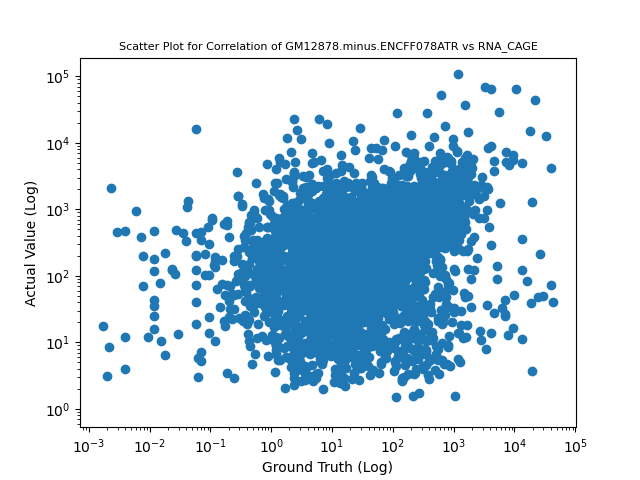 Scatter Plot for Correlation of GM12878.minus.ENCFF078ATR vs RNA_CAGE
Actual Value (Log)
10⁵
10⁴
10³
10²
10¹
10⁰
10⁻³ 10⁻² 10⁻¹ 10⁰ 10¹ 10² 10³ 10⁴ 10⁵
Ground Truth (Log)